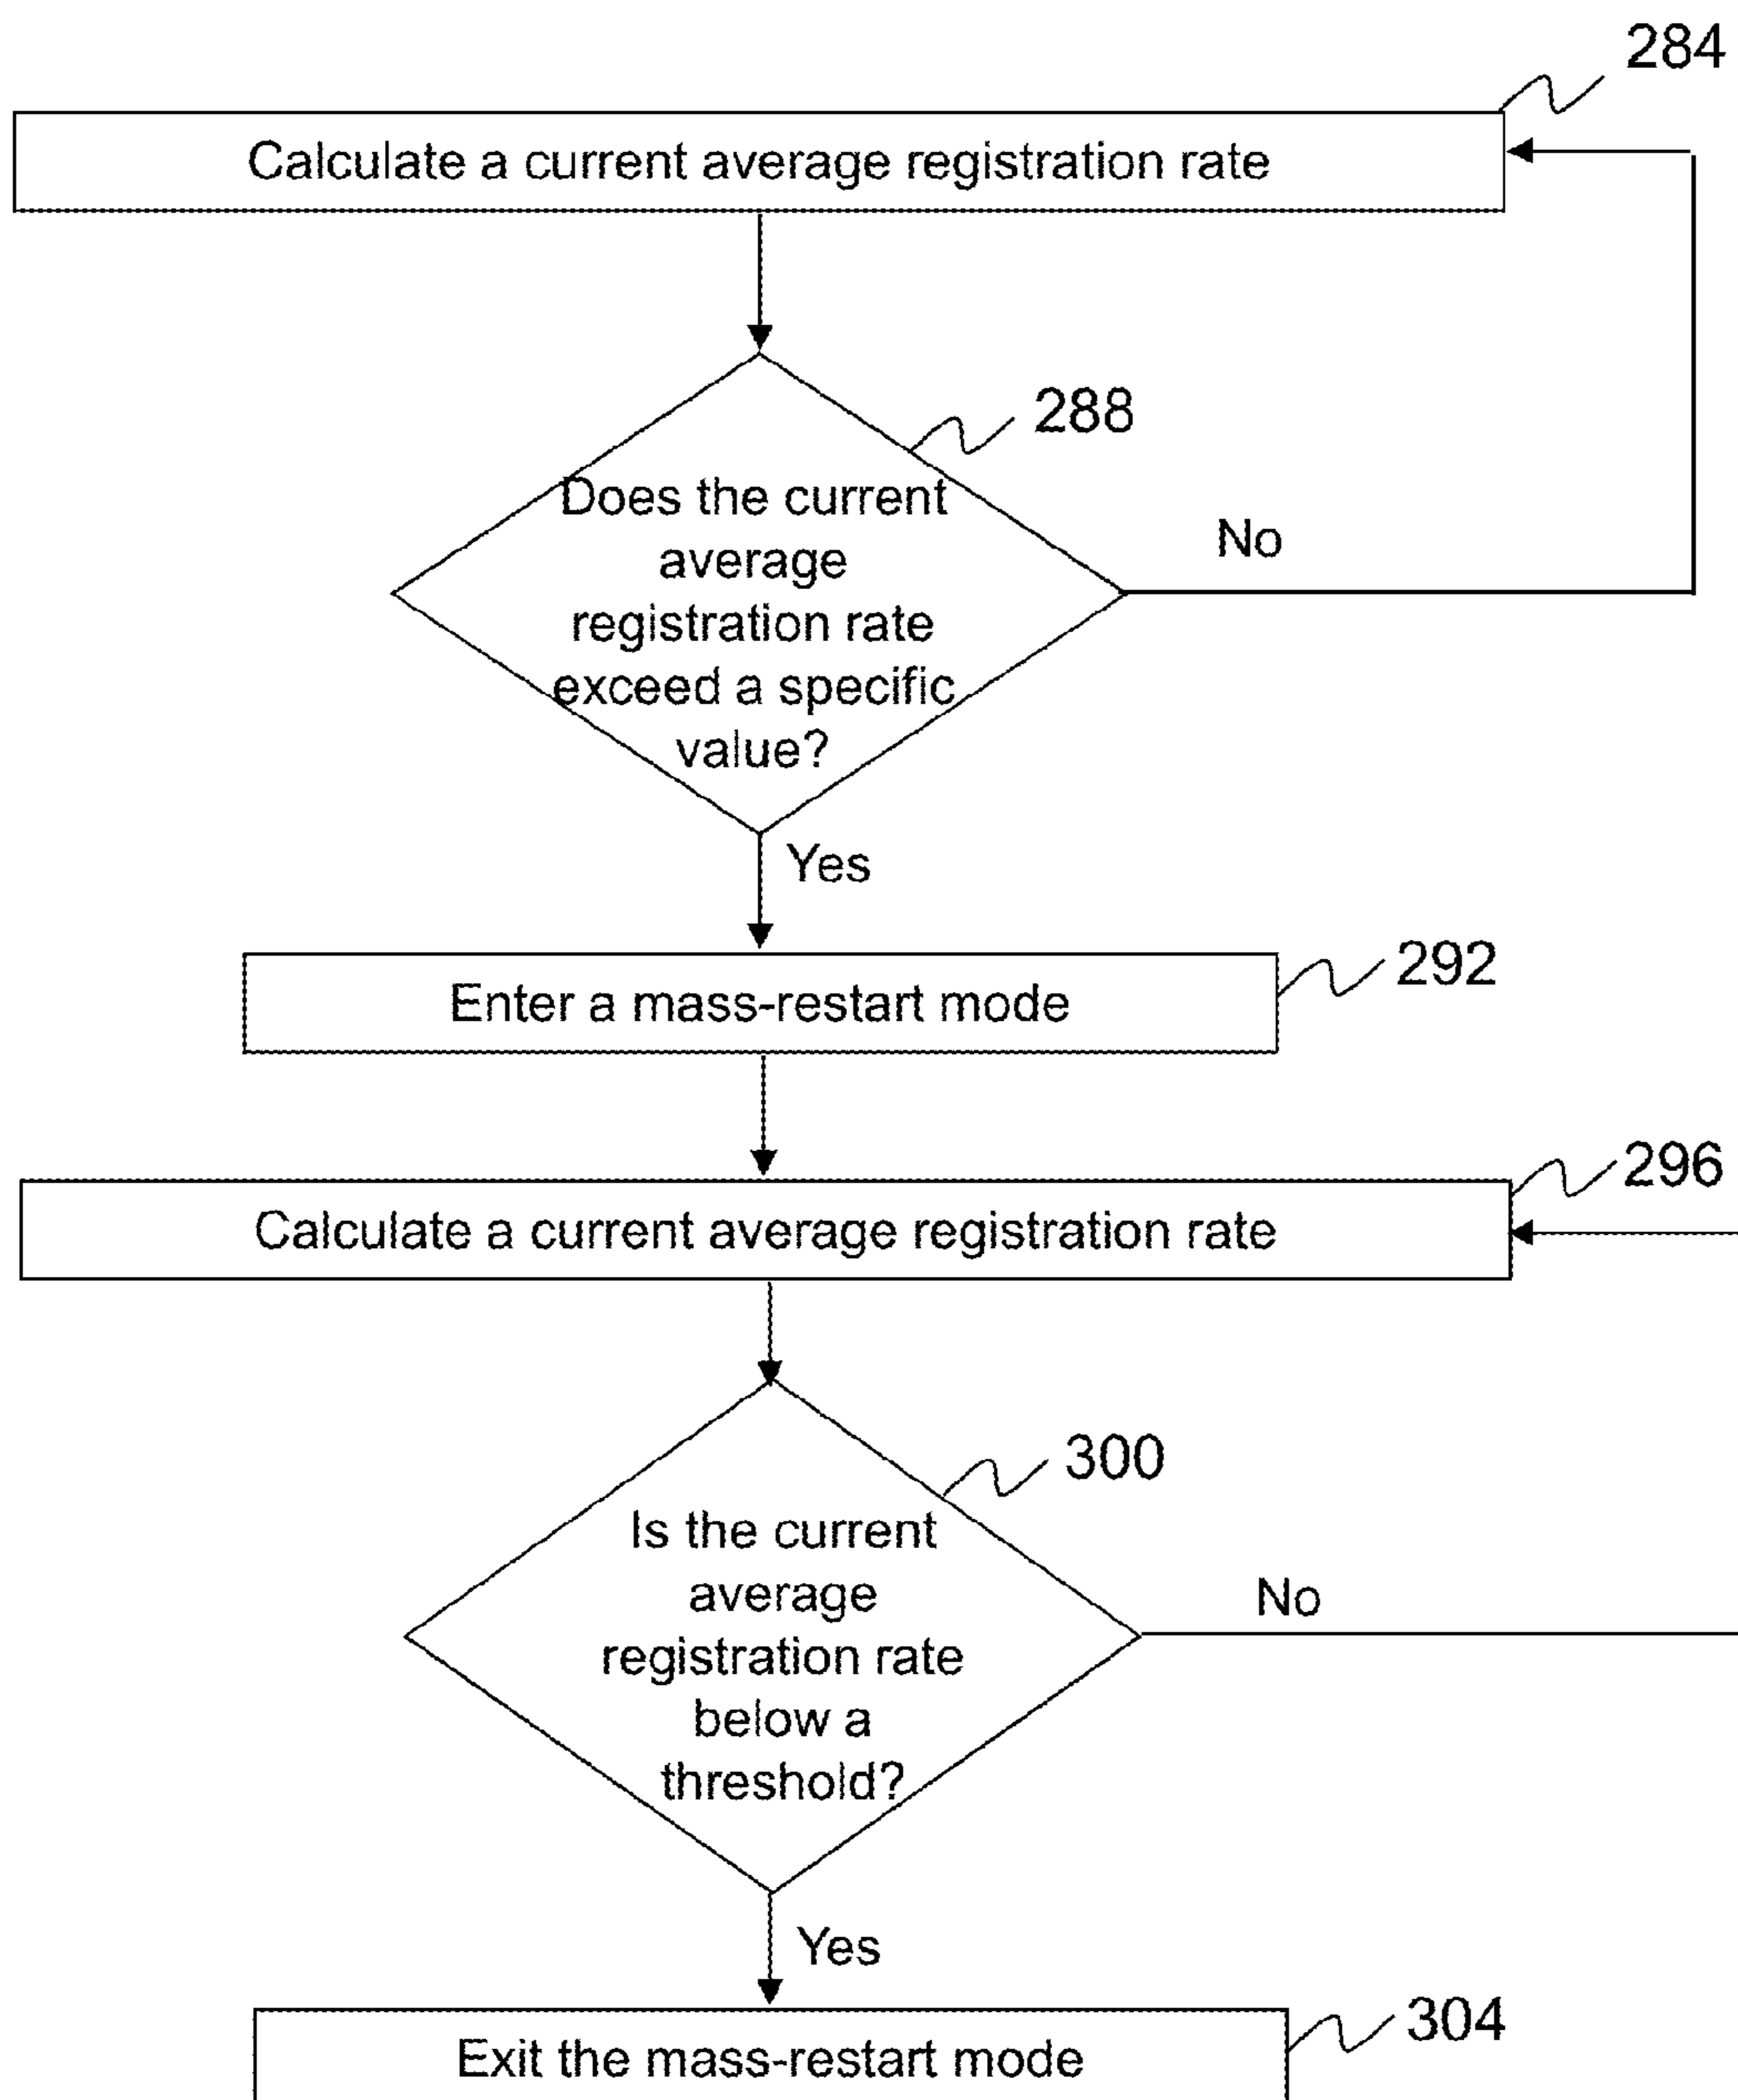 284
Calculate a current average registration rate
288
Does the current
average
registration rate
exceed a specific
value?
No
Yes
292
Enter a mass-restart mode
296
Calculate a current average registration rate
300
Is the current
average
registration rate
below a
threshold?
No
Yes
304
Exit the mass-restart mode